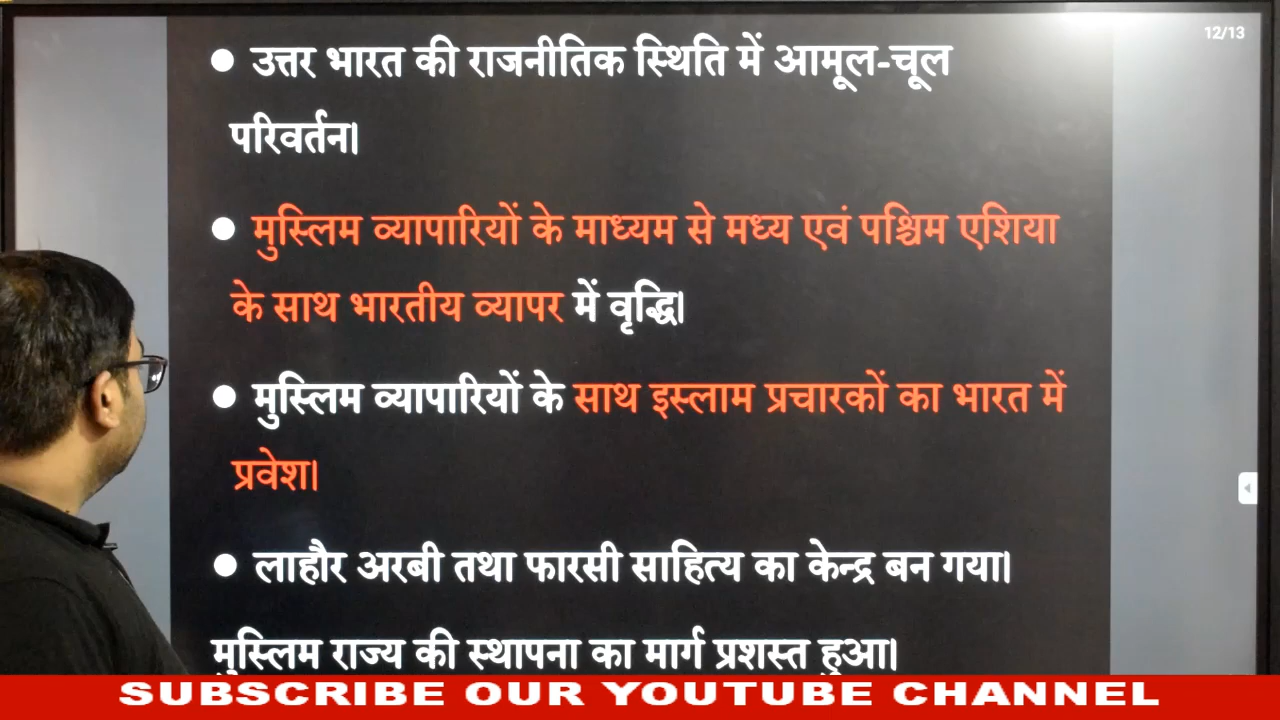 12/13
● उत्तर भारत की राजनीतिक स्थिति में आमूल-चूल
परिवर्तन।
● मुस्लिम व्यापारियों के माध्यम से मध्य एवं पश्चिम एशिया
के साथ भारतीय व्यापर में वृद्धि।
● मुस्लिम व्यापारियों के साथ इस्लाम प्रचारकों का भारत में
प्रवेश।
● लाहौर अरबी तथा फारसी साहित्य का केन्द्र बन गया।
मुस्लिम राज्य की स्थापना का मार्ग प्रशस्त हुआ।
SUBSCRIBE OUR YOUTUBE CHANNEL